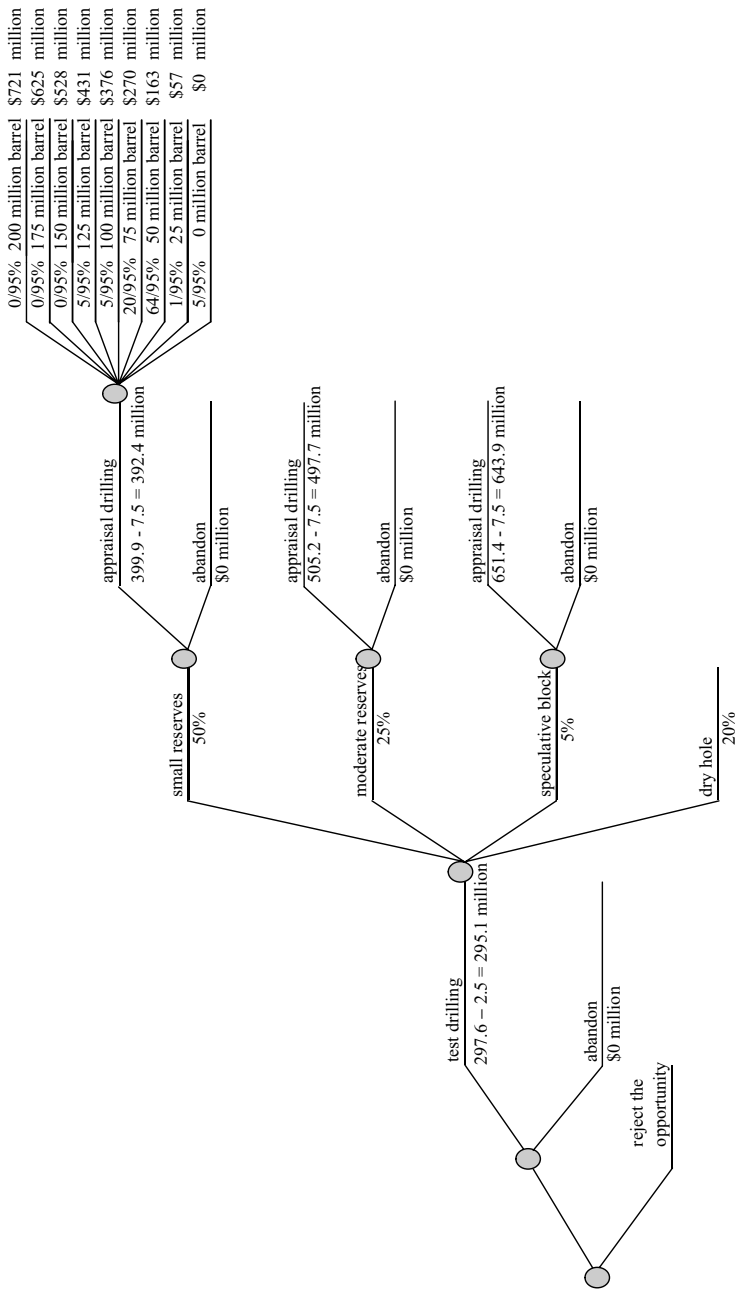 0/95% 200 million barrel $721 million
0/95% 175 million barrel $625 million
0/95% 150 million barrel $528 million
5/95% 125 million barrel $431 million
5/95% 100 million barrel $376 million
20/95% 75 million barrel $270 million
64/95% 50 million barrel $163 million
1/95% 25 million barrel $57 million
5/95% 0 million barrel $0 million
appraisal drilling
399.9 - 7.5 = 392.4 million
abandon
$0 million
appraisal drilling
505.2 - 7.5 = 497.7 million
abandon
$0 million
appraisal drilling
651.4 - 7.5 = 643.9 million
abandon
$0 million
small reserves
50%
moderate reserves
25%
speculative block
5%
dry hole
20%
test drilling
297.6 – 2.5 = 295.1 million
abandon
$0 million
reject the
opportunity